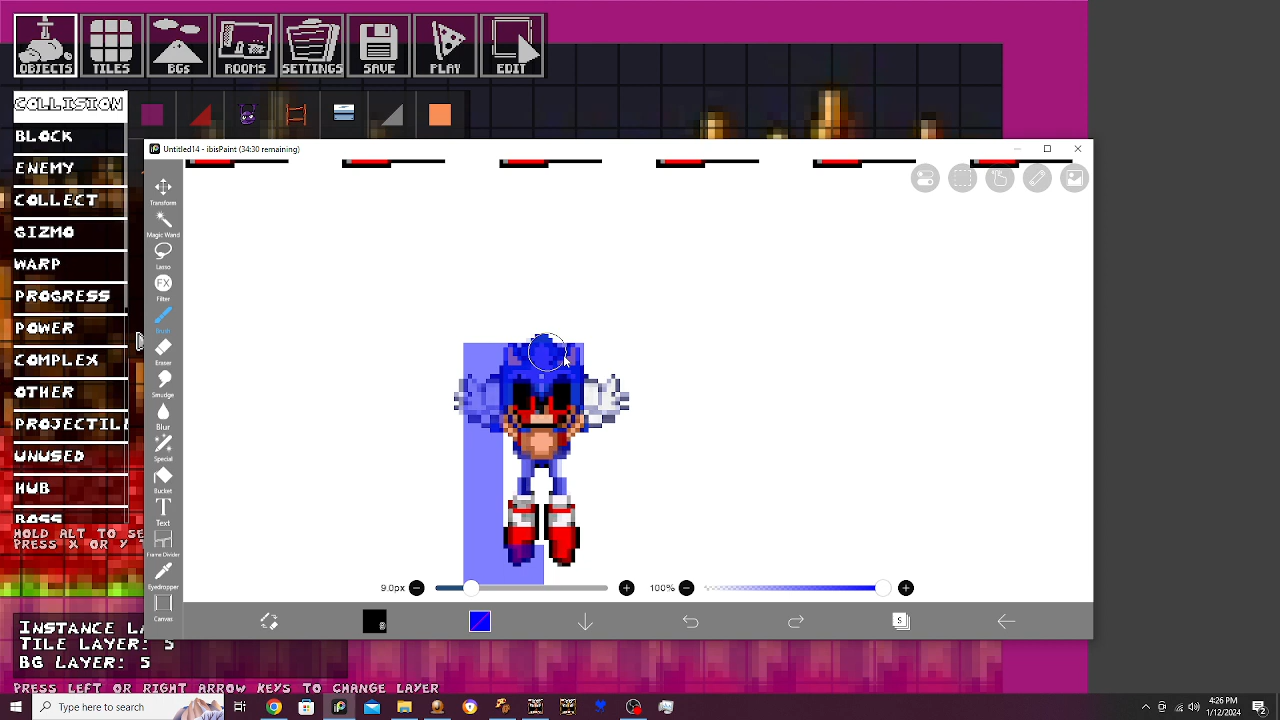 OBJECTS TILES BGS ROOMS SETTINGS SAVE PLAY EDIT
COLLISION
BLOCK
ENEMY
COLLECT
GIZMO
WARP
PROGRESS
POWER
COMPLEX
OTHER
PROJECTIL
UNUSED
HUB
BOSS
HOLD ALT TO SE
PRESS X OR Y
INSTANCE LA
TILE LAYER: 5
BG LAYER: 5
PRESS LEFT OR RIGHT ARROW KEYS TO CHANGE LAYER
Untitled14 - ibisPaint (34:30 remaining)
Transform
Magic Wand
Lasso
FX
Filter
Brush
Eraser
Smudge
Blur
Special
Bucket
T
Text
Frame Divider
Eyedropper
Canvas
9.0px
100%
S
Type here to search
4:26 PM
1/12/2024